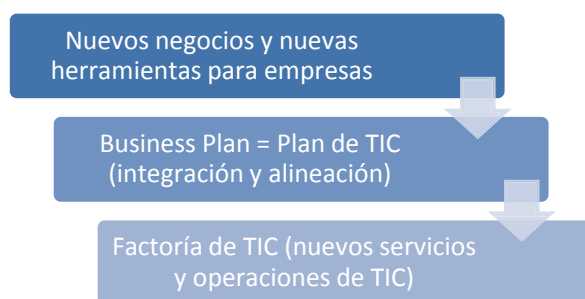 Nuevos negocios y nuevas
herramientas para empresas
Business Plan = Plan de TIC
(integración y alineación)
Factoría de TIC (nuevos servicios
y operaciones de TIC)